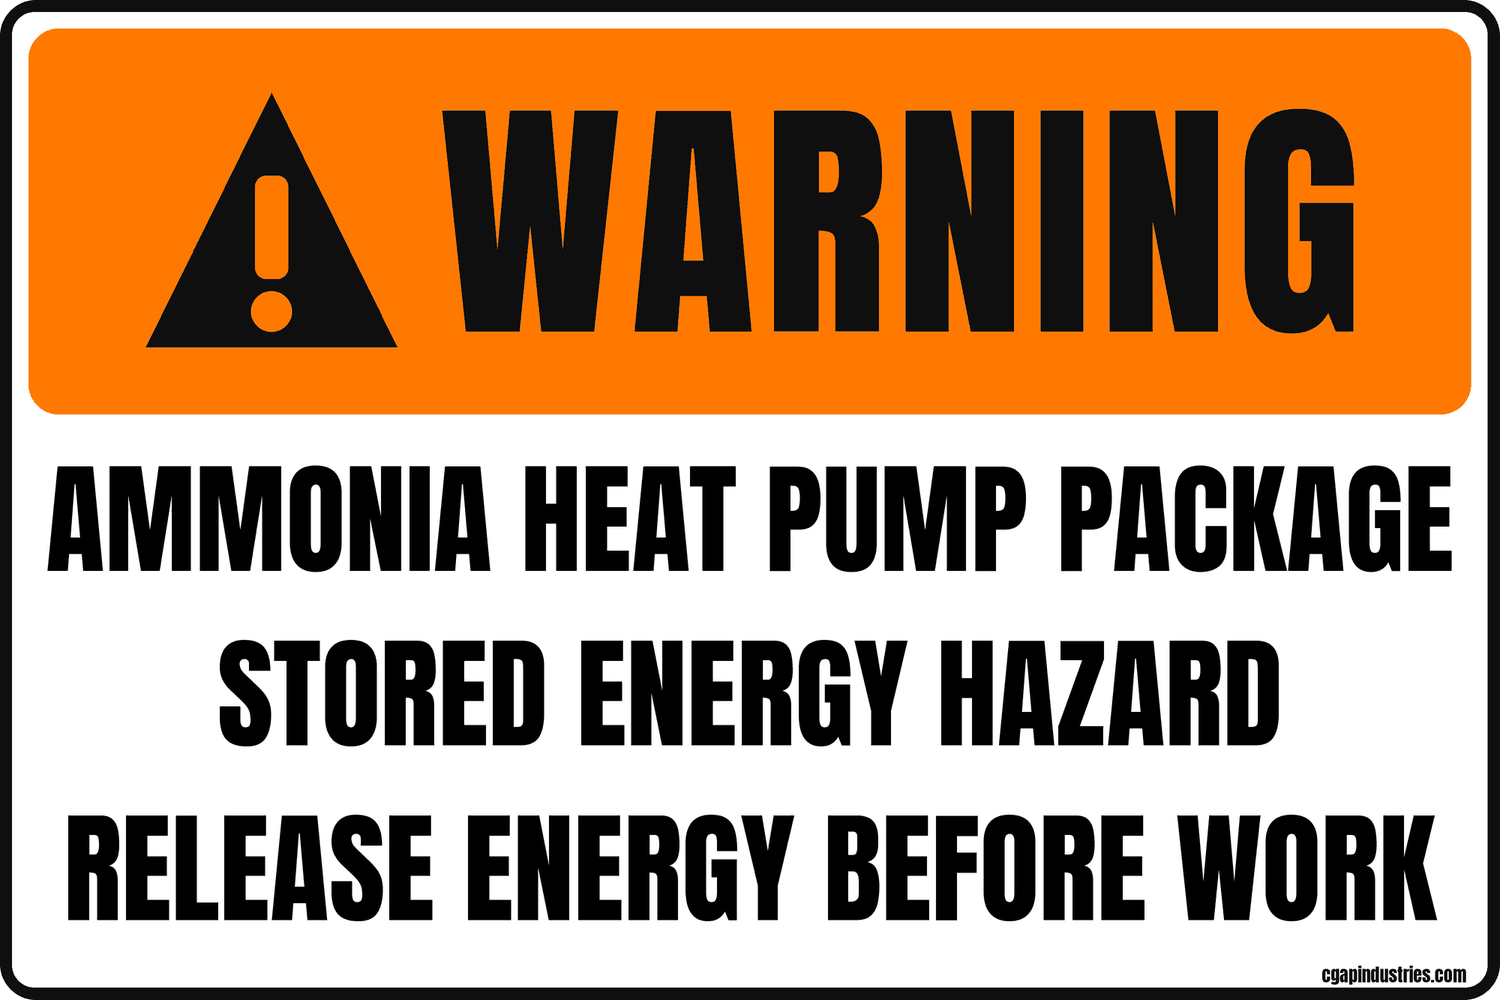 WARNING
AMMONIA HEAT PUMP PACKAGE
STORED ENERGY HAZARD
RELEASE ENERGY BEFORE WORK
cgapindustries.com